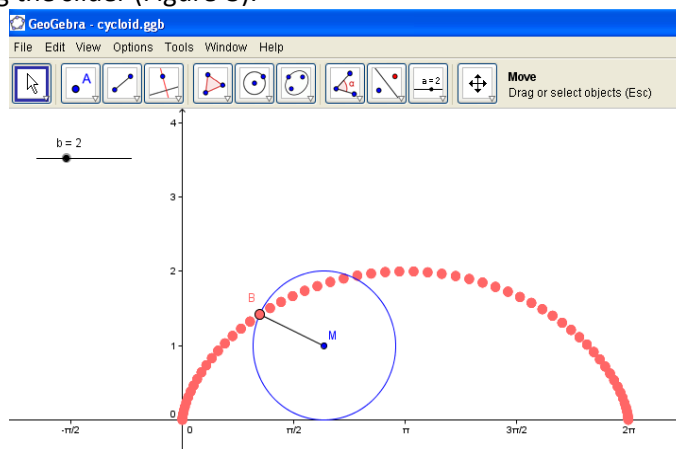 g the slider (Figure 3).
GeoGebra - cycloid.ggb
File Edit View Options Tools Window Help
A
α
a=2
Move
Drag or select objects (Esc)
b = 2
4
3
2
B
M
1
0
-π/2 0 π/2 π 3π/2 2π